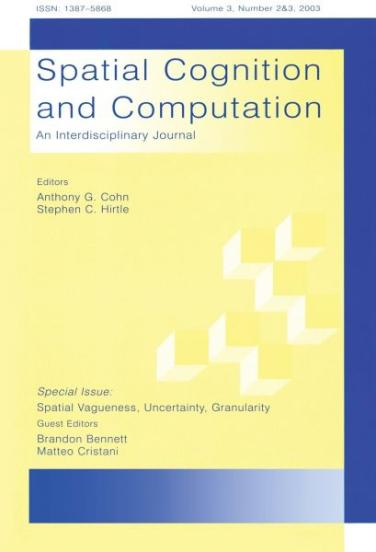 ISSN: 1387-5868 Volume 3, Number 2&3, 2003
Spatial Cognition
and Computation
An Interdisciplinary Journal
Editors
Anthony G. Cohn
Stephen C. Hirtle
Special Issue:
Spatial Vagueness, Uncertainty, Granularity
Guest Editors
Brandon Bennett
Matteo Cristani